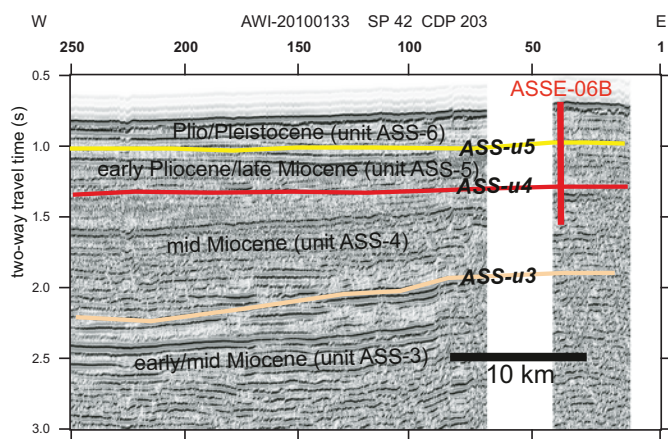 W AWI-20100133 SP 42 CDP 203 E
250 200 150 100 50 1
0.5
ASSE-06B
Plio/Pleistocene (unit ASS-6)
1.0
ASS-u5
early Pliocene/late Miocene (unit ASS-5)
ASS-u4
1.5
mid Miocene (unit ASS-4)
ASS-u3
2.0
2.5
early/mid Miocene (unit ASS-3)
10 km
3.0
two-way travel time (s)